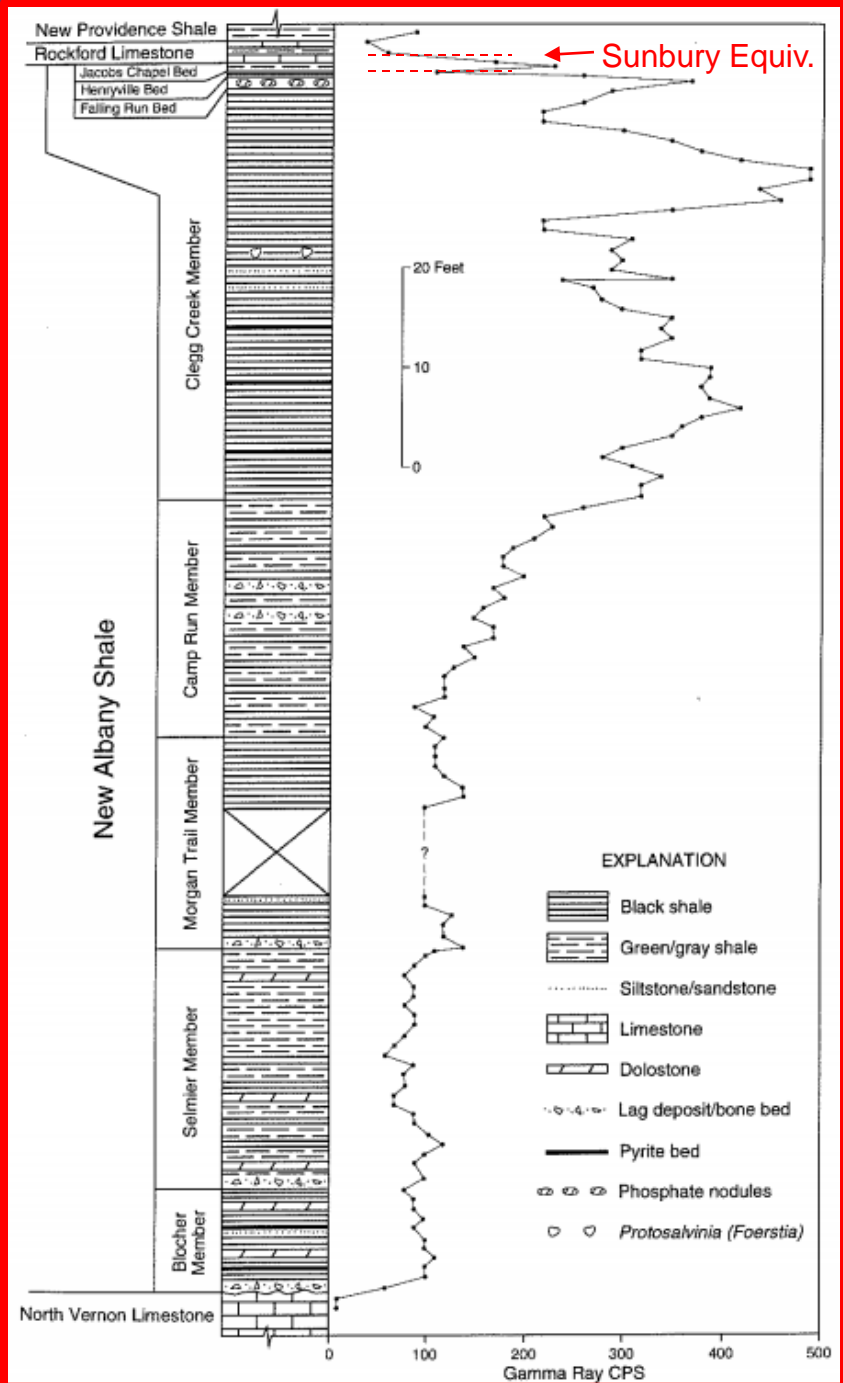 New Providence Shale
Rockford Limestone
Jacobs Chapel Bed
Henryville Bed
Falling Run Bed
Sunbury Equiv.
Clegg Creek Member
20 Feet
10
0
Camp Run Member
New Albany Shale
Morgan Trail Member
?
Selmier Member
Blocher
Member
North Vernon Limestone
EXPLANATION
Black shale
Green/gray shale
Siltstone/sandstone
Limestone
Dolostone
Lag deposit/bone bed
Pyrite bed
Phosphate nodules
Protosalvinia (Foerstia)
0 100 200 300 400 500
Gamma Ray CPS